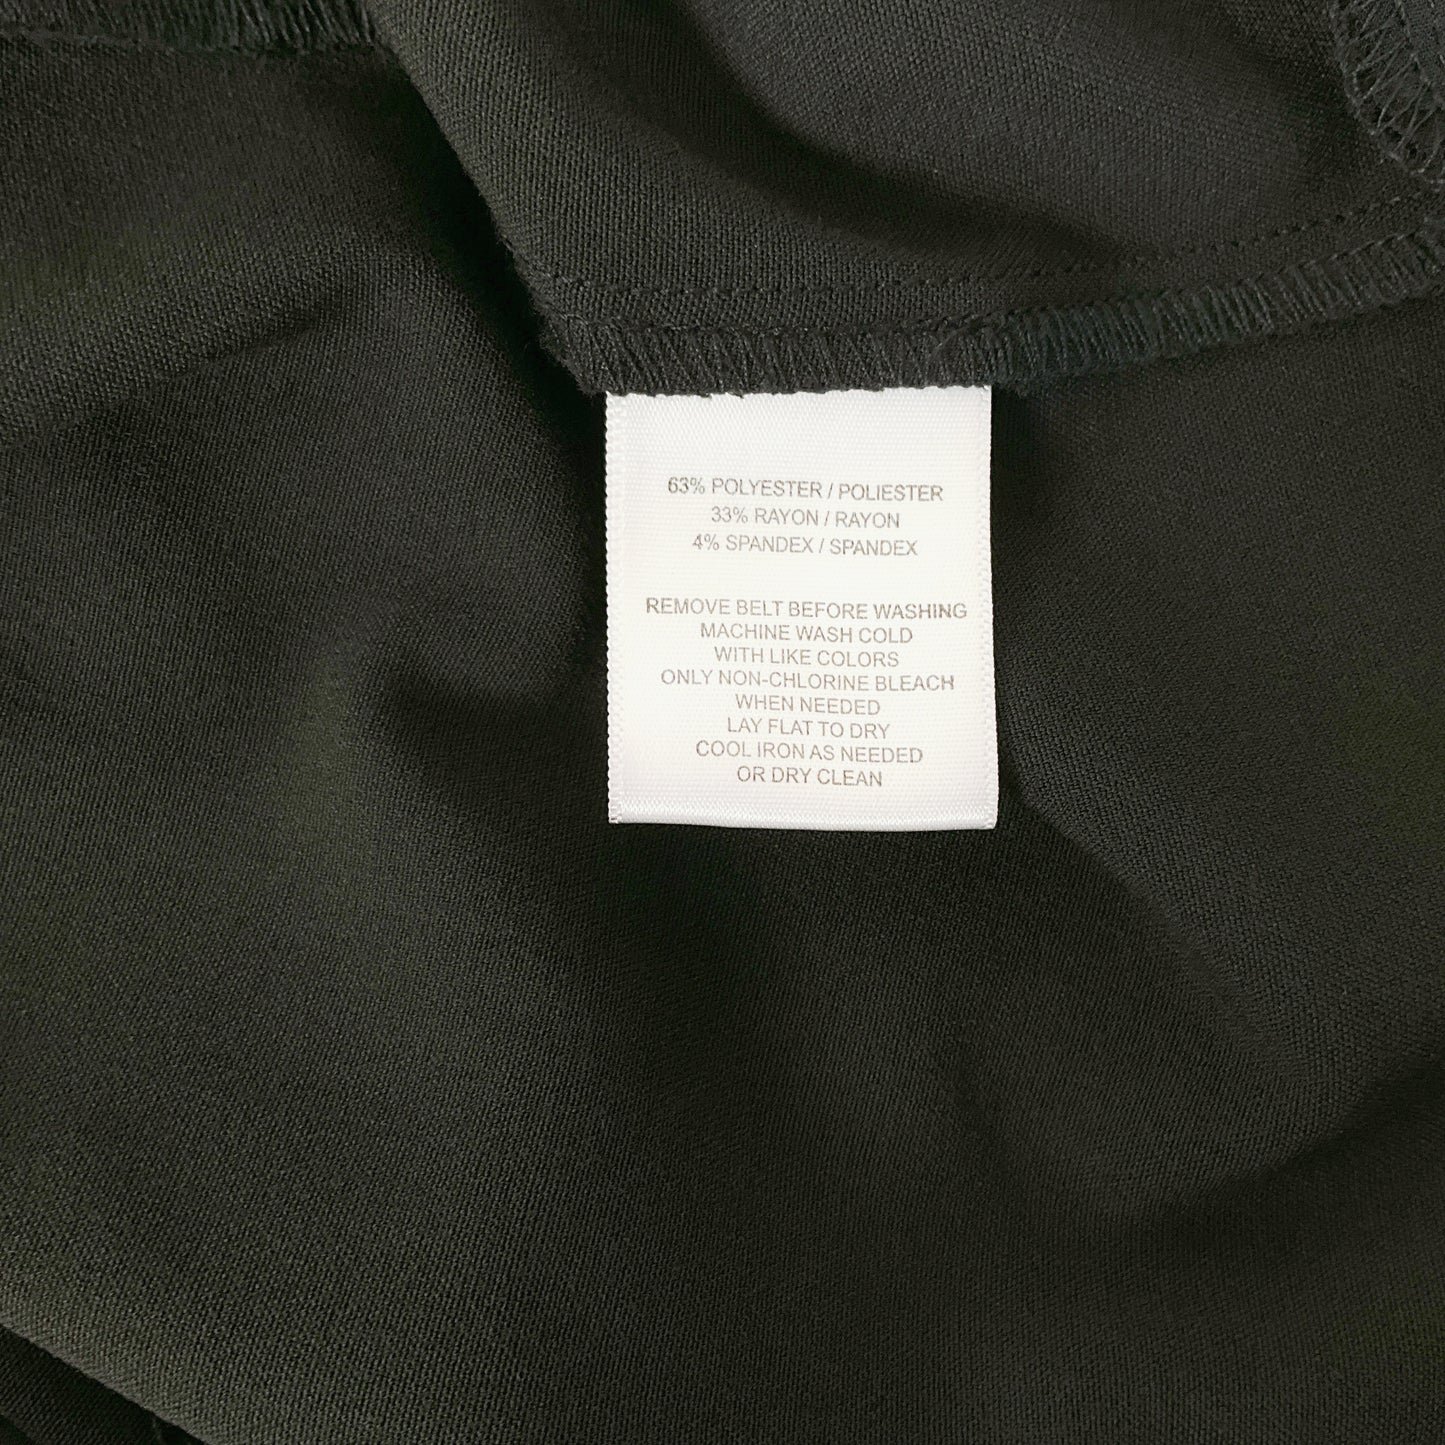 63% POLYESTER / POLIESTER
33% RAYON / RAYON
4% SPANDEX / SPANDEX
REMOVE BELT BEFORE WASHING
MACHINE WASH COLD
WITH LIKE COLORS
ONLY NON-CHLORINE BLEACH
WHEN NEEDED
LAY FLAT TO DRY
COOL IRON AS NEEDED
OR DRY CLEAN